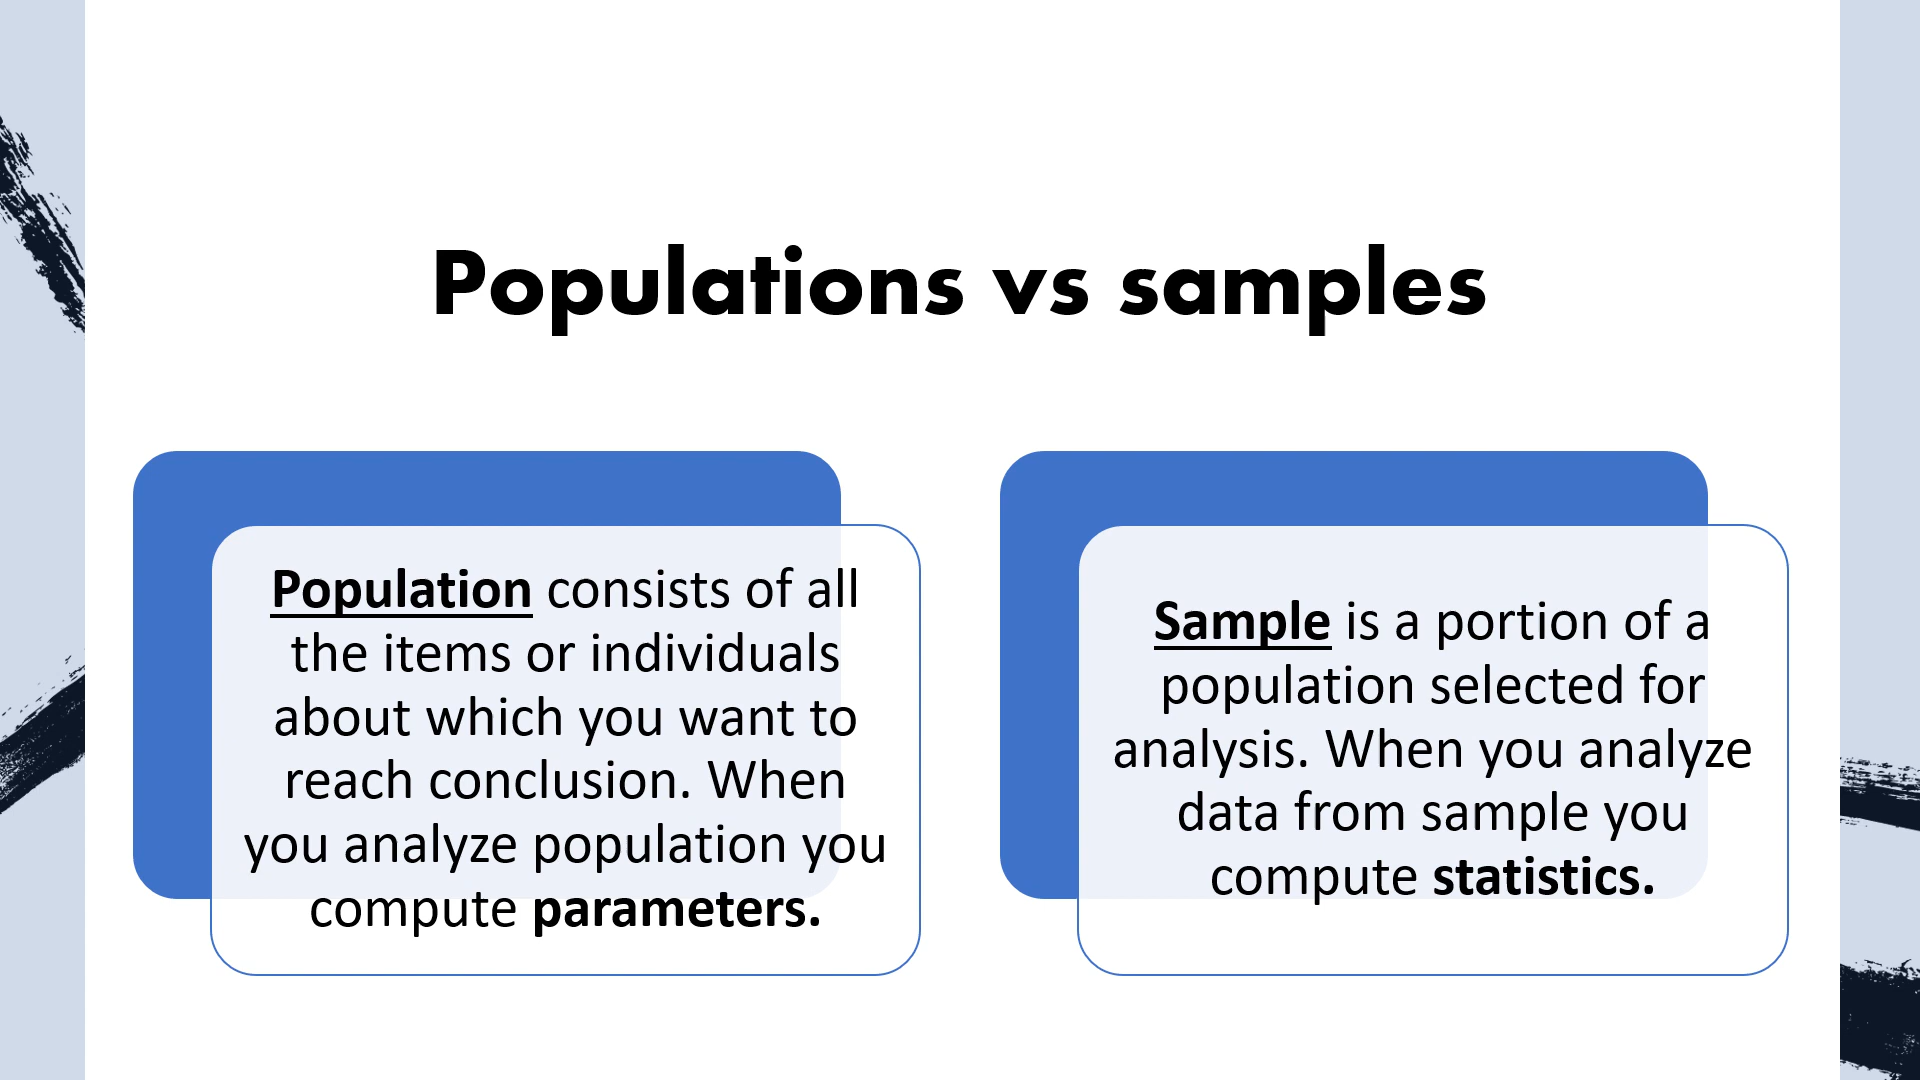 Populations vs samples
Population consists of all
the items or individuals
about which you want to
reach conclusion. When
you analyze population you
compute parameters.
Sample is a portion of a
population selected for
analysis. When you analyze
data from sample you
compute statistics.